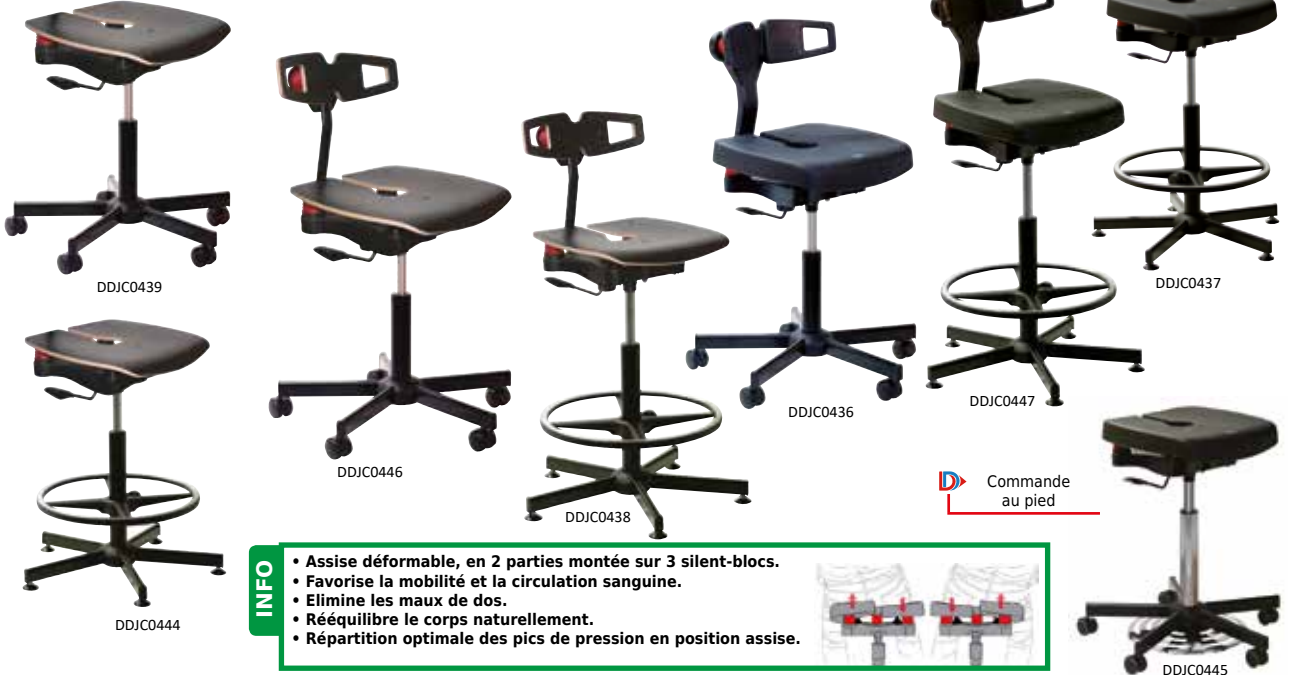 DDJC0439
DDJC0437
DDJC0436
DDJC0447
DDJC0446
DDJC0438
Commande
au pied
DDJC0444
INFO
• Assise déformable, en 2 parties montée sur 3 silent-blocs.
• Favorise la mobilité et la circulation sanguine.
• Elimine les maux de dos.
• Rééquilibre le corps naturellement.
• Répartition optimale des pics de pression en position assise.
DDJC0445